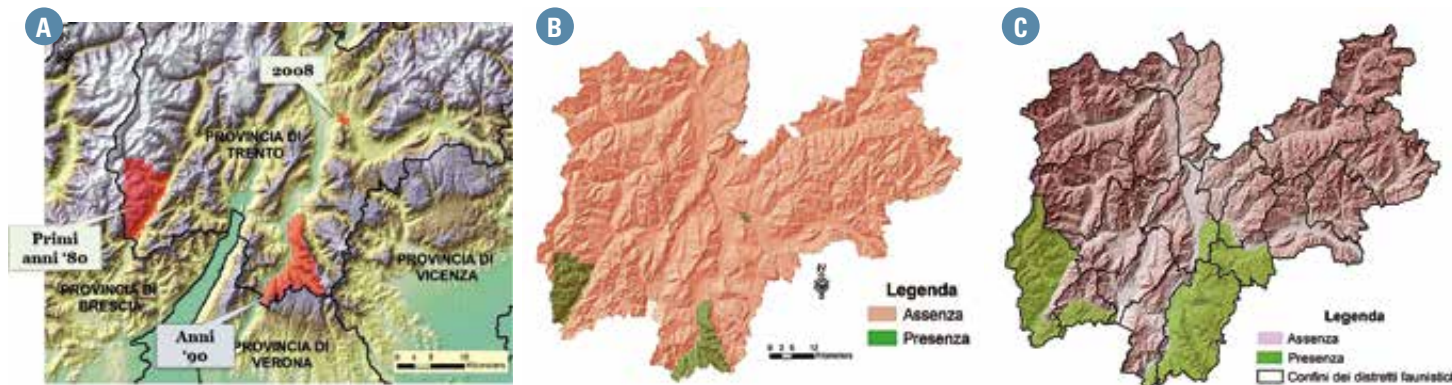 A
2008
PROVINCIA DI
TRENTO
Primi
anni '80
PROVINCIA DI
BRESCIA
PROVINCIA DI
VICENZA
Anni
'90
PROVINCIA DI
VERONA
B
Legenda
Assenza
Presenza
C
Legenda
Assenza
Presenza
Confini dei distretti faunistici